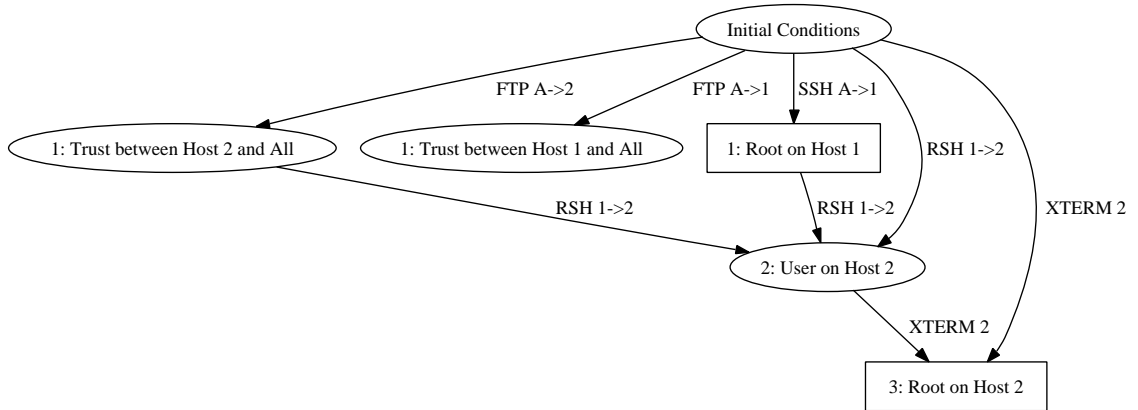 Initial Conditions
FTP A->2
FTP A->1
SSH A->1
1: Trust between Host 2 and All
1: Trust between Host 1 and All
1: Root on Host 1
RSH 1->2
RSH 1->2
RSH 1->2
XTERM 2
2: User on Host 2
XTERM 2
3: Root on Host 2